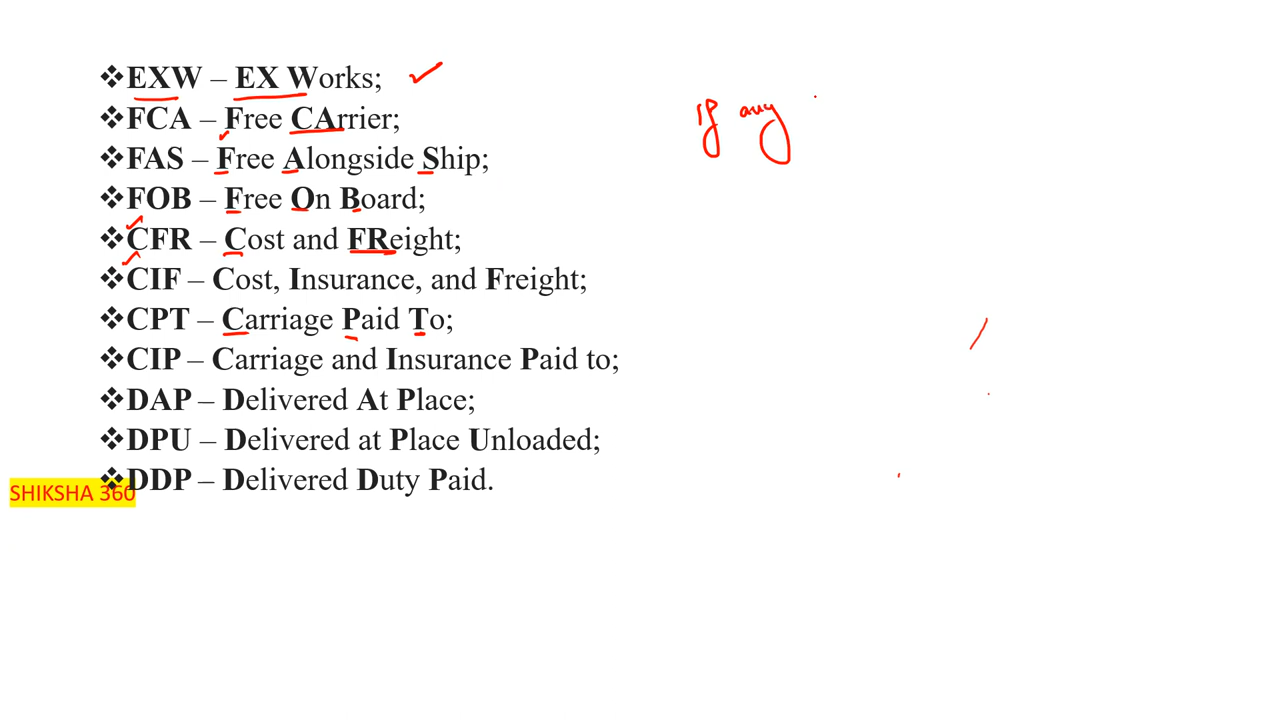 ❖EXW – EX Works;
❖FCA – Free CArrier;
❖FAS – Free Alongside Ship;
❖FOB – Free On Board;
❖CFR – Cost and FReight;
❖CIF – Cost, Insurance, and Freight;
❖CPT – Carriage Paid To;
❖CIP – Carriage and Insurance Paid to;
❖DAP – Delivered At Place;
❖DPU – Delivered at Place Unloaded;
❖DDP – Delivered Duty Paid.
SHIKSHA 360
if any